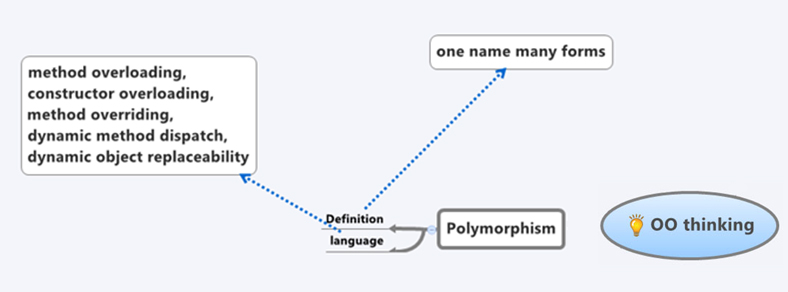 one name many forms
method overloading,
constructor overloading,
method overriding,
dynamic method dispatch,
dynamic object replaceability
Definition
language
Polymorphism
OO thinking